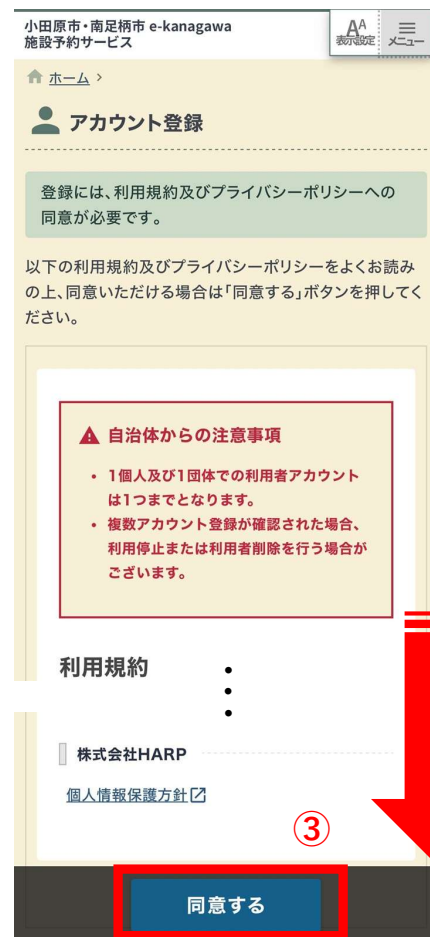 小田原市・南足柄市 e-kanagawa
施設予約サービス
AA
表示設定
メニュー
ホーム >
アカウント登録
登録には、利用規約及びプライバシーポリシーへの
同意が必要です。
以下の利用規約及びプライバシーポリシーをよくお読み
の上、同意いただける場合は「同意する」ボタンを押してく
ださい。
自治体からの注意事項
• 1個人及び1団体での利用者アカウント
は1つまでとなります。
• 複数アカウント登録が確認された場合、
利用停止または利用者削除を行う場合が
ございます。
利用規約
株式会社HARP
個人情報保護方針
③
同意する